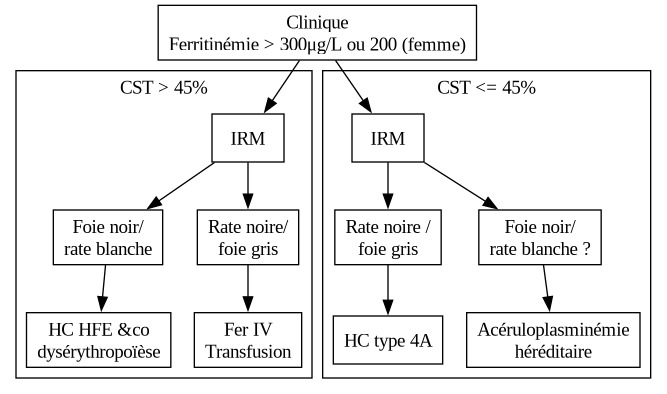 Clinique
Ferritinémie > 300µg/L ou 200 (femme)
CST > 45%
CST <= 45%
IRM
IRM
Foie noir/
rate blanche
Rate noire/
foie gris
Rate noire /
foie gris
Foie noir/
rate blanche ?
HC HFE &co
dysérythropoïèse
Fer IV
Transfusion
HC type 4A
Acéruloplasminémie
héréditaire